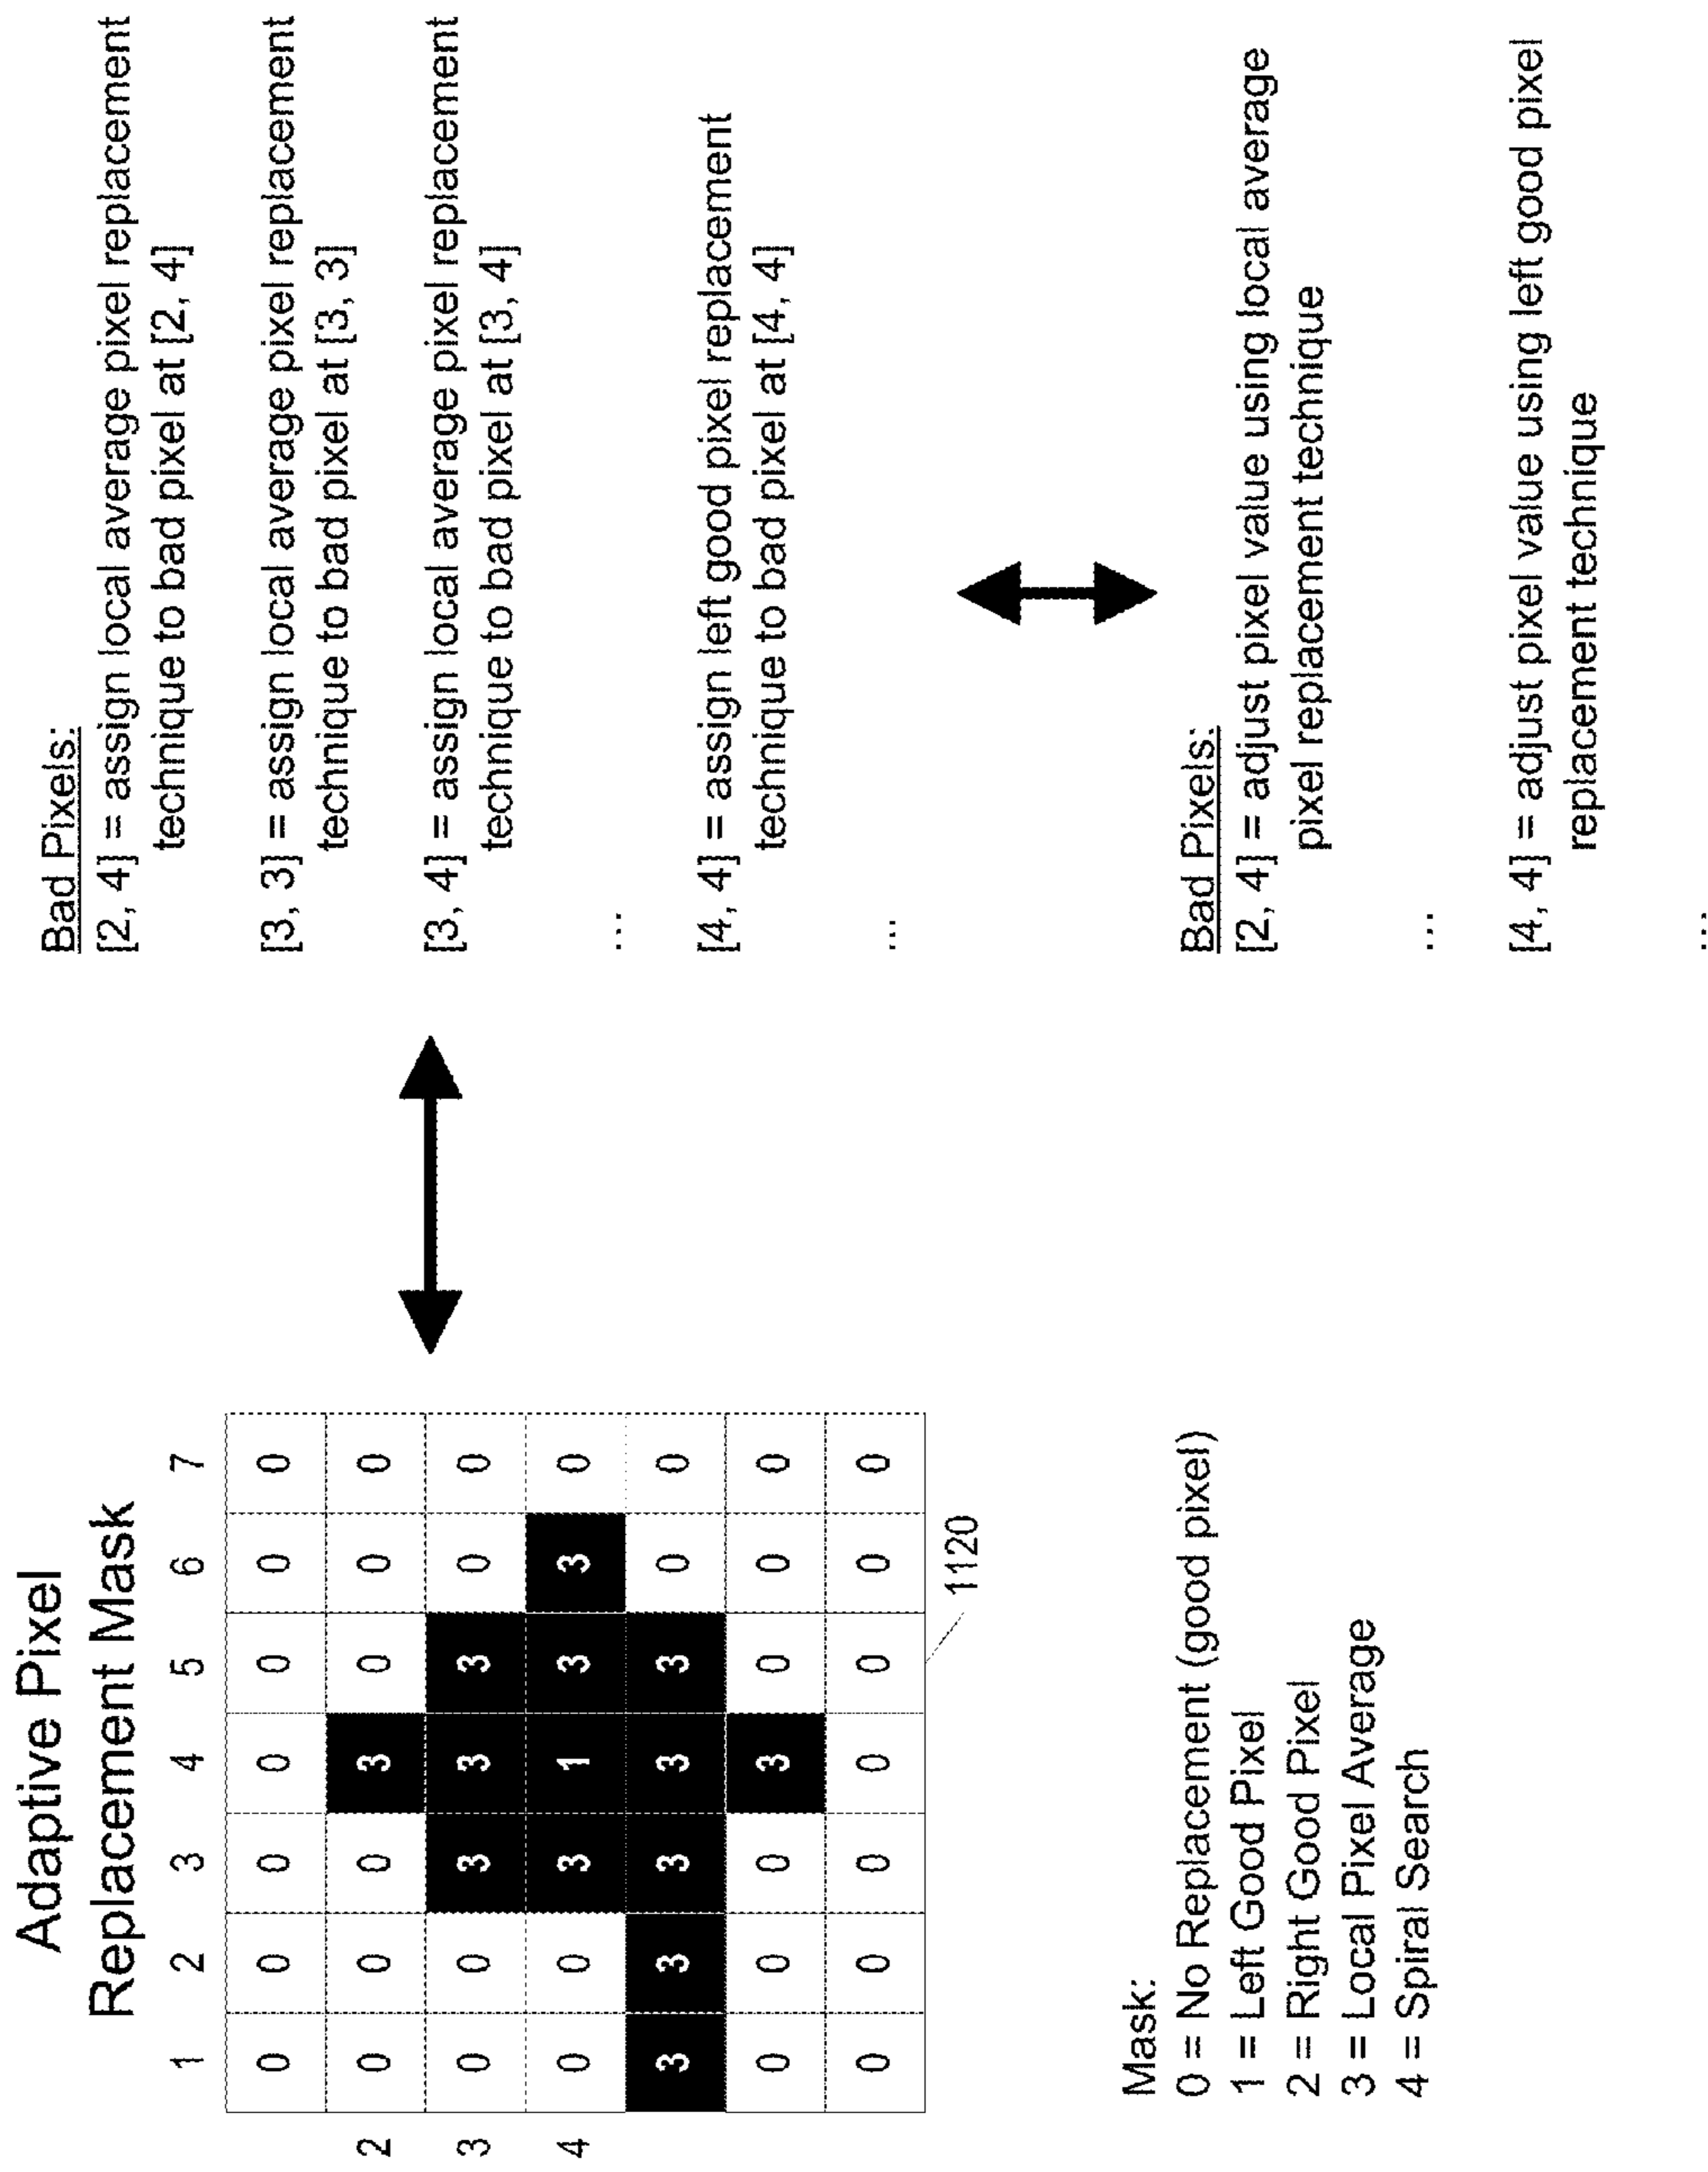 Adaptive Pixel
Replacement Mask
1 2 3 4 5 6 7
0 0 0 0 0 0 0
2 0 0 0 3 0 0 0
3 0 0 3 3 3 0 0
4 0 0 3 1 3 3 0
3 3 3 3 3 0 0
0 0 0 3 0 0 0
0 0 0 0 0 0 0
1120
Mask:
0 = No Replacement (good pixel)
1 = Left Good Pixel
2 = Right Good Pixel
3 = Local Pixel Average
4 = Spiral Search
Bad Pixels:
[2, 4] = assign local average pixel replacement
technique to bad pixel at [2, 4]
[3, 3] = assign local average pixel replacement
technique to bad pixel at [3, 3]
[3, 4] = assign local average pixel replacement
technique to bad pixel at [3, 4]
...
[4, 4] = assign left good pixel replacement
technique to bad pixel at [4, 4]
...
Bad Pixels:
[2, 4] = adjust pixel value using local average
pixel replacement technique
...
[4, 4] = adjust pixel value using left good pixel
replacement technique
...